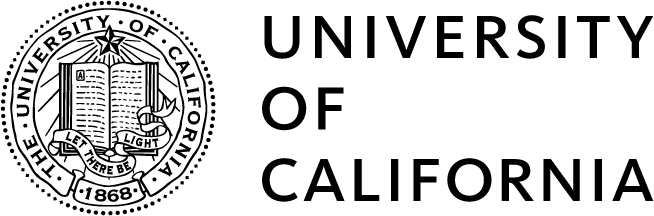 ·THE·UNIVERSITY·OF·CALIFORNIA·
A
LET THERE BE LIGHT
·1868·
UNIVERSITY
OF
CALIFORNIA